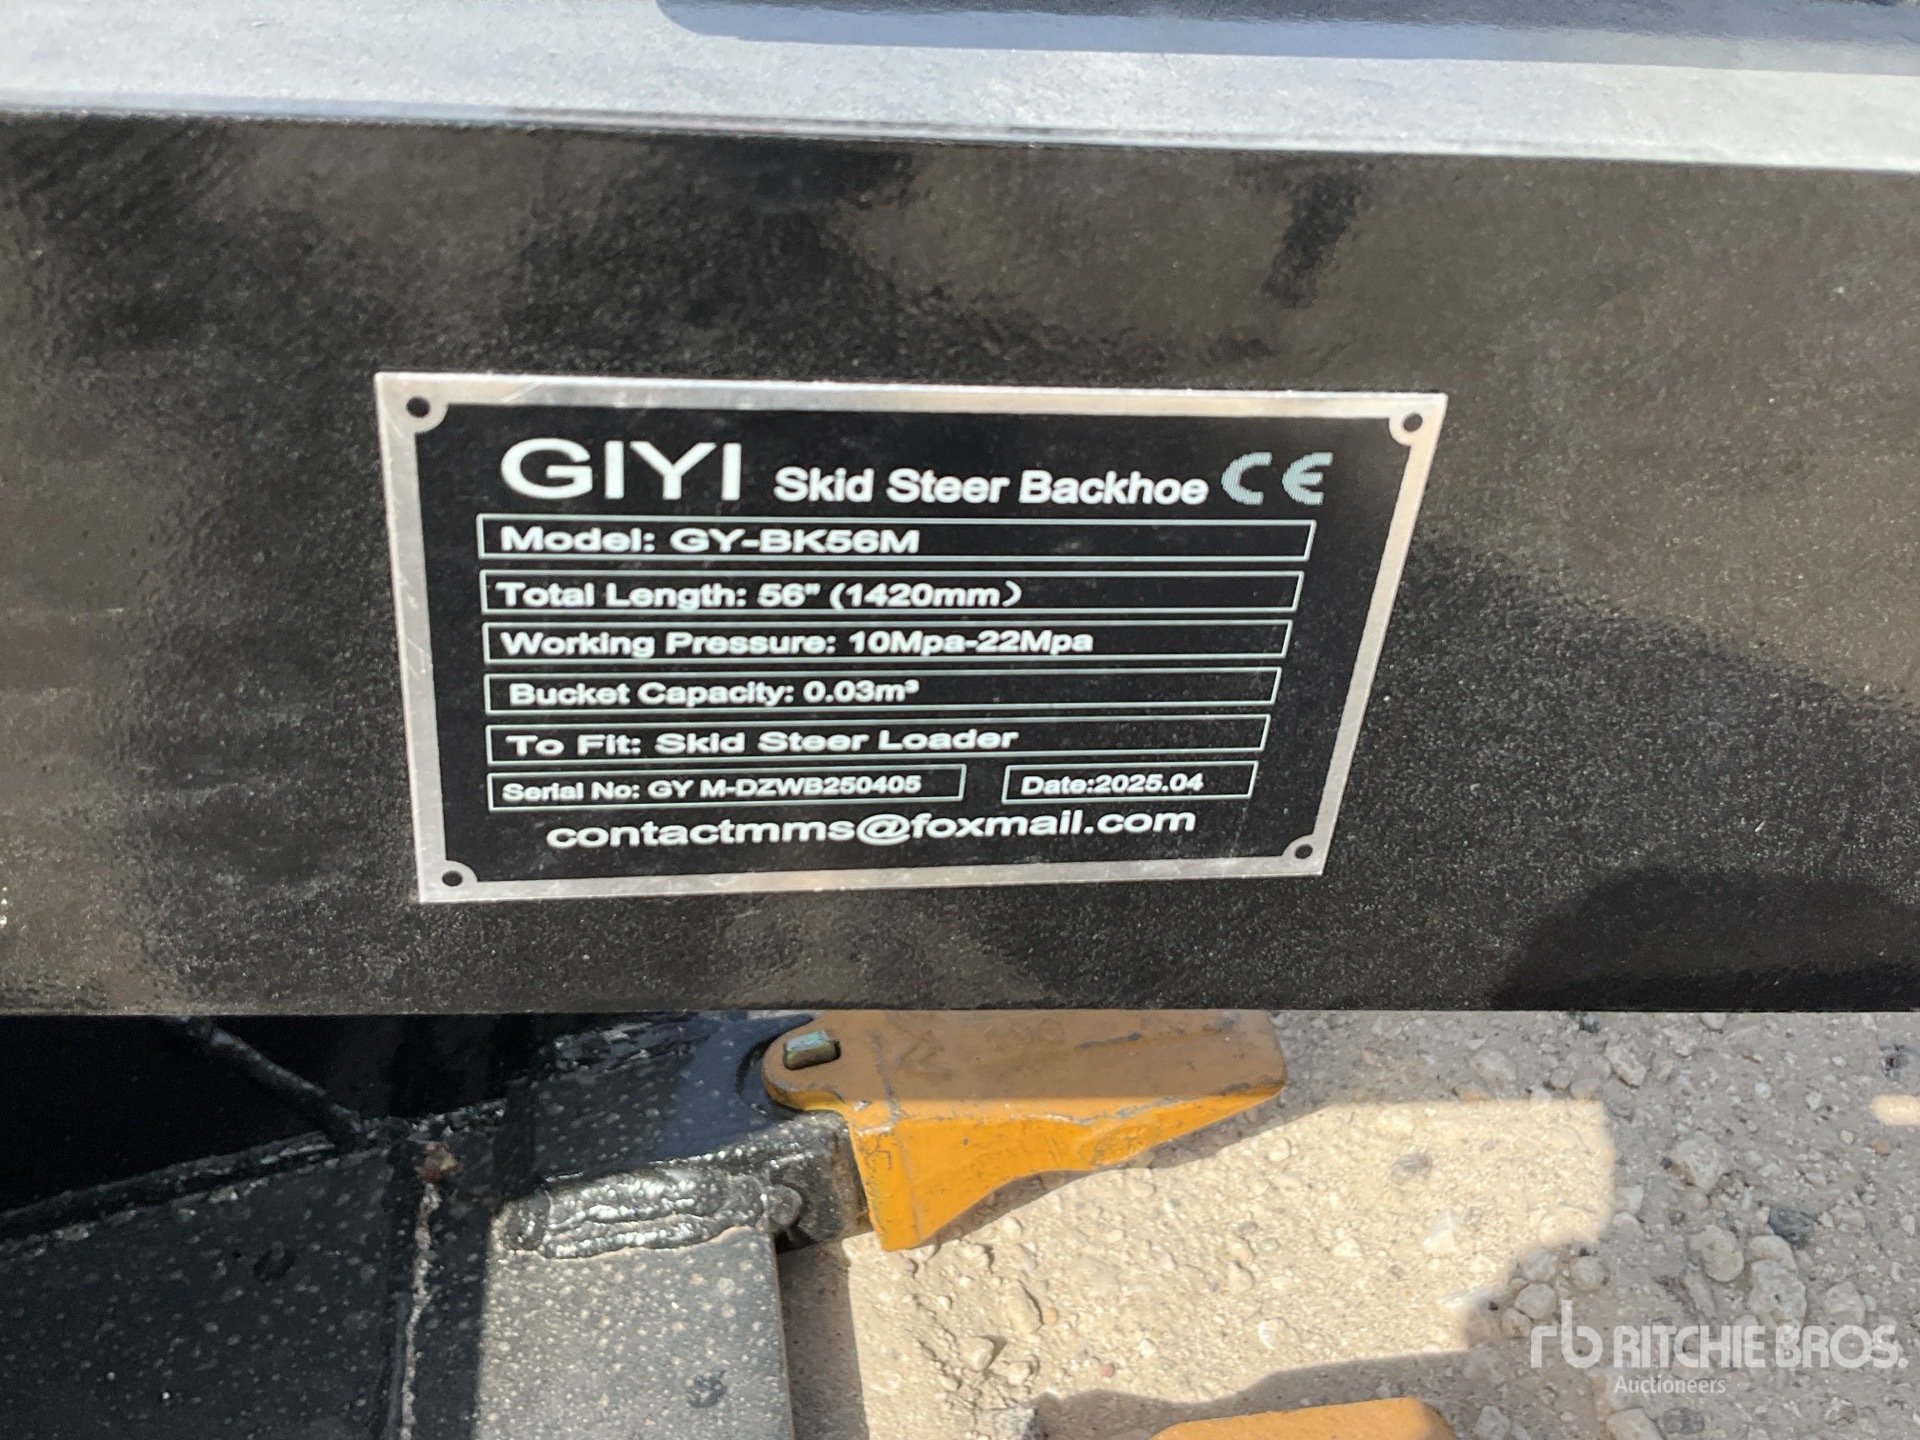 GIYI Skid Steer Backhoe CE
Model: GY-BK56M
Total Length: 56" (1420mm)
Working Pressure: 10Mpa-22Mpa
Bucket Capacity: 0.03m³
To Fit: Skid Steer Loader
Serial No: GY M-DZWB250405 Date:2025.04
contactmms@foxmail.com
rb RITCHIE BROS.
Auctioneers